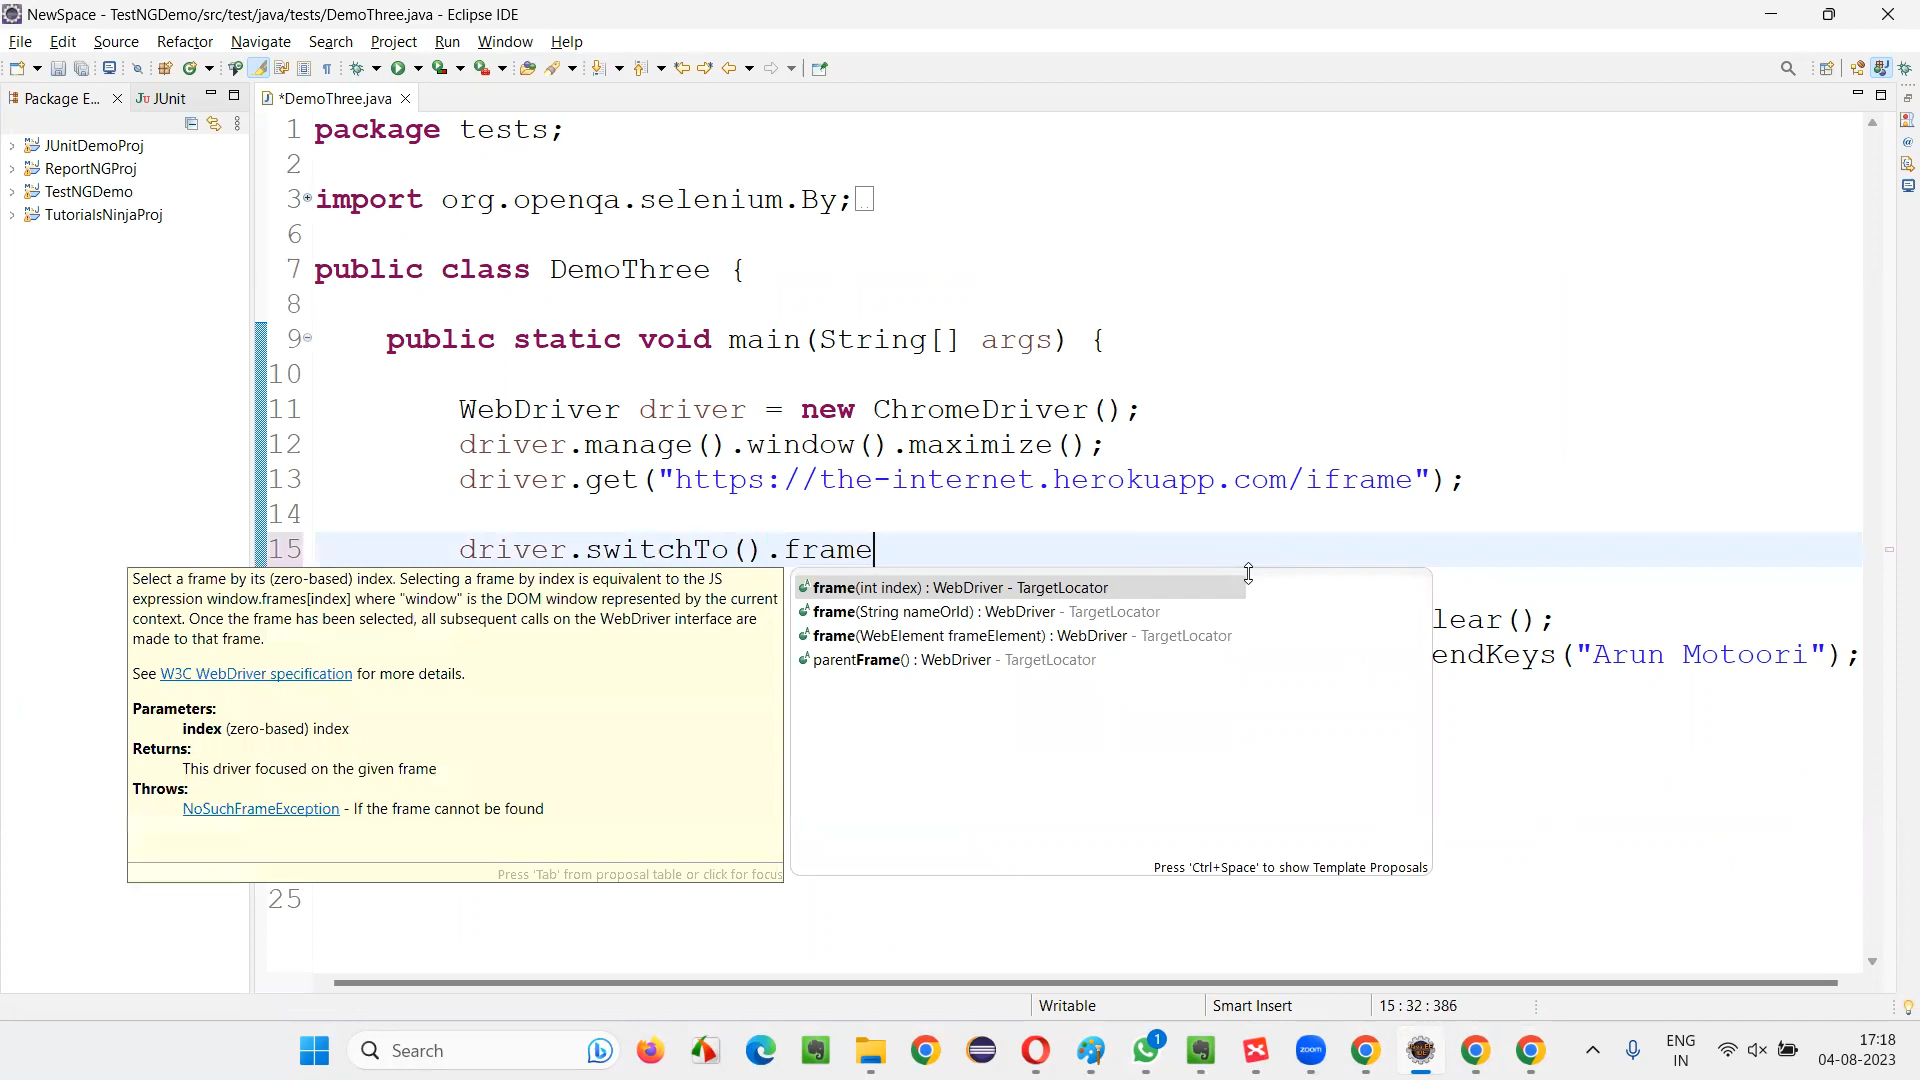 NewSpace - TestNGDemo/src/test/java/tests/DemoThree.java - Eclipse IDE
File Edit Source Refactor Navigate Search Project Run Window Help
Package E... JUnit *DemoThree.java
JUnitDemoProj
ReportNGProj
TestNGDemo
TutorialsNinjaProj
1 package tests;
2
3 import org.openqa.selenium.By;
6
7 public class DemoThree {
8
9 public static void main(String[] args) {
10
11 WebDriver driver = new ChromeDriver();
12 driver.manage().window().maximize();
13 driver.get("https://the-internet.herokuapp.com/iframe");
14
15 driver.switchTo().frame
lear();
endKeys("Arun Motoori");
25
Select a frame by its (zero-based) index. Selecting a frame by index is equivalent to the JS
expression window.frames[index] where "window" is the DOM window represented by the current
context. Once the frame has been selected, all subsequent calls on the WebDriver interface are
made to that frame.
See W3C WebDriver specification for more details.
Parameters:
index (zero-based) index
Returns:
This driver focused on the given frame
Throws:
NoSuchFrameException - If the frame cannot be found
Press 'Tab' from proposal table or click for focus
frame(int index) : WebDriver - TargetLocator
frame(String nameOrId) : WebDriver - TargetLocator
frame(WebElement frameElement) : WebDriver - TargetLocator
parentFrame() : WebDriver - TargetLocator
Press 'Ctrl+Space' to show Template Proposals
Writable Smart Insert 15 : 32 : 386
Search
zoom
1
ENG
IN
17:18
04-08-2023